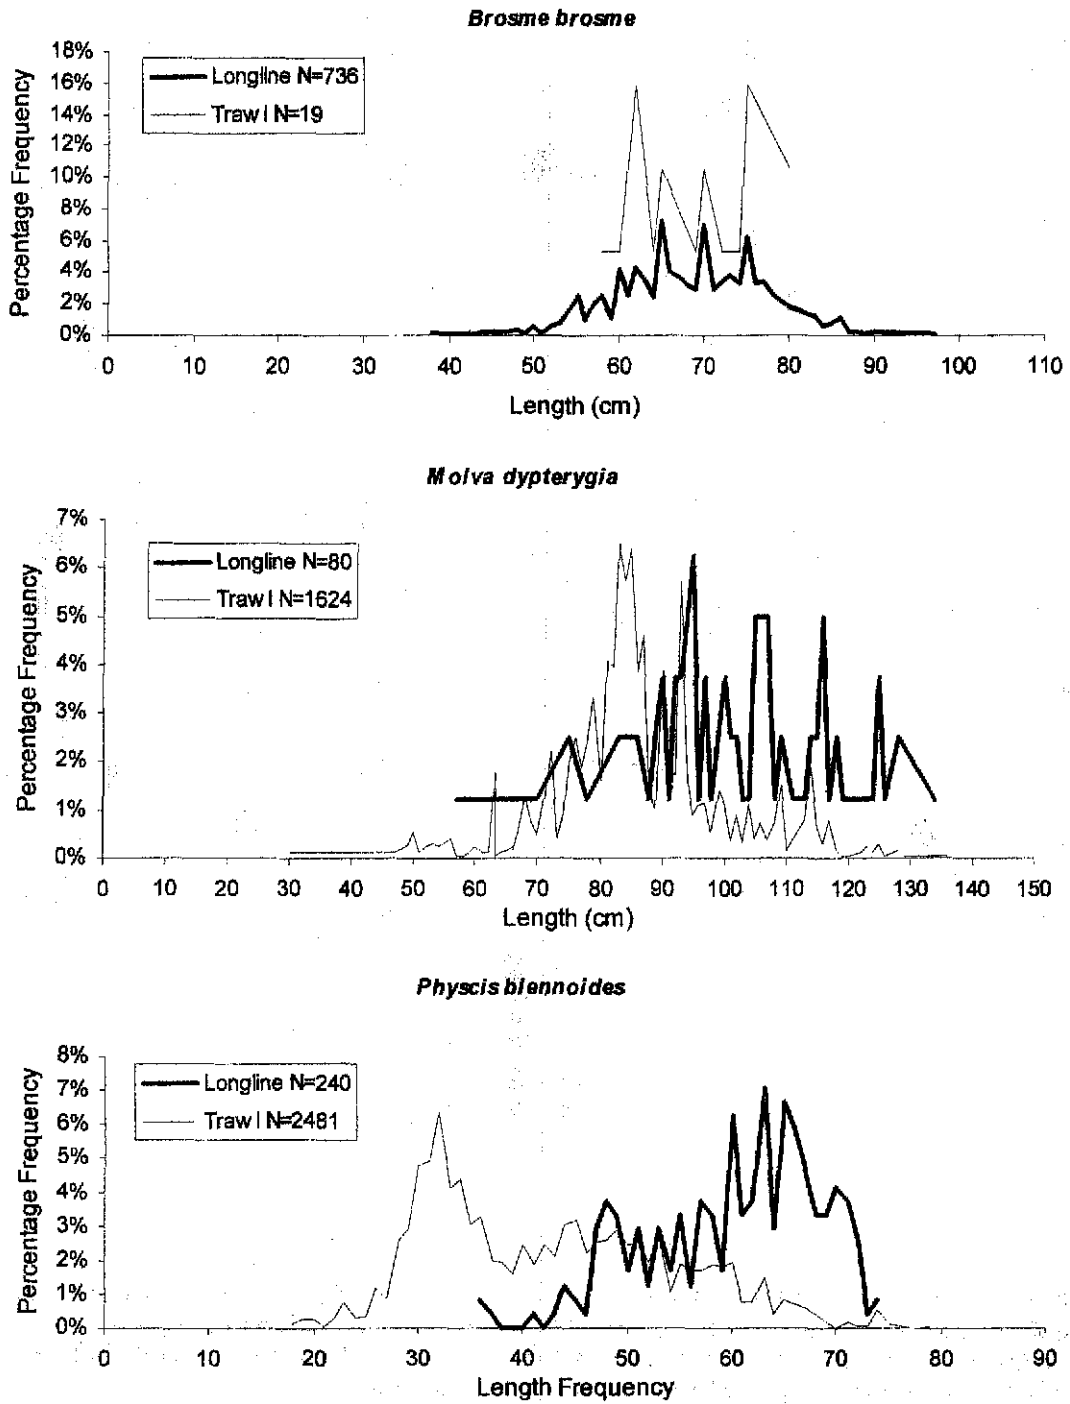 Brosme brosme
18%
16%
14%
12%
10%
8%
6%
4%
2%
0%
Percentage Frequency
Longline N=736
Trawl N=19
0 10 20 30 40 50 60 70 80 90 100 110
Length (cm)
Molva dypterygia
7%
6%
5%
4%
3%
2%
1%
0%
Percentage Frequency
Longline N=80
Trawl N=1624
0 10 20 30 40 50 60 70 80 90 100 110 120 130 140 150
Length (cm)
Physcis blennoides
8%
7%
6%
5%
4%
3%
2%
1%
0%
Percentage Frequency
Longline N=240
Trawl N=2481
0 10 20 30 40 50 60 70 80 90
Length Frequency